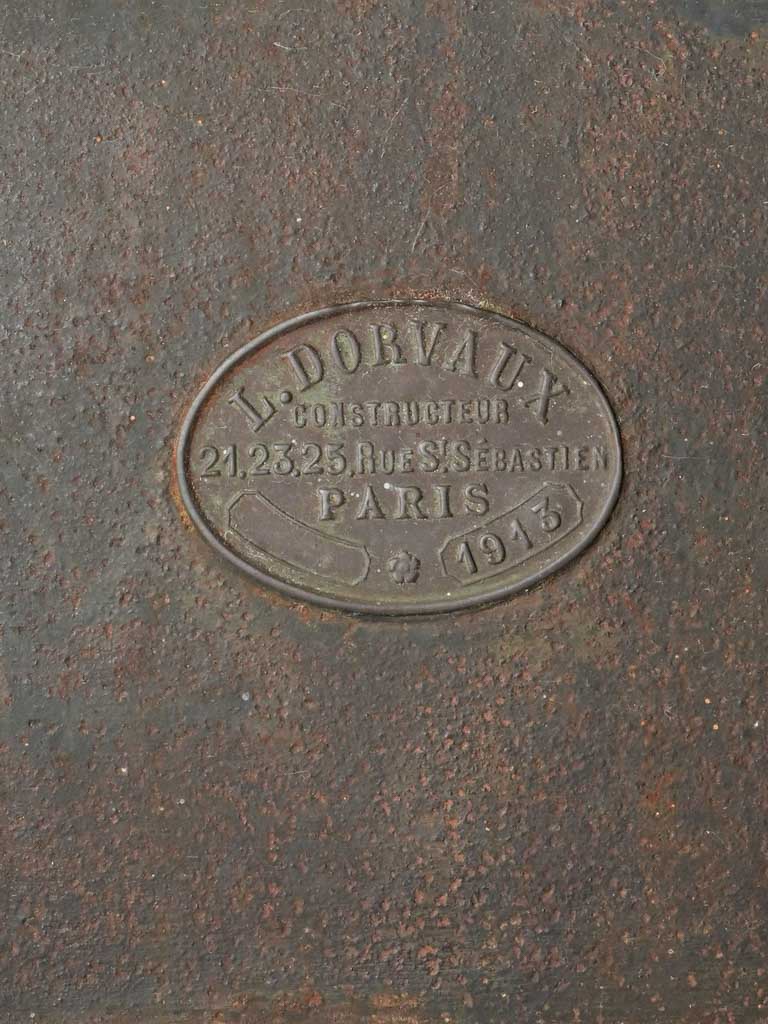 L. DORVAUX
CONSTRUCTEUR
21, 23, 25, RUE ST SÉBASTIEN
PARIS
1913